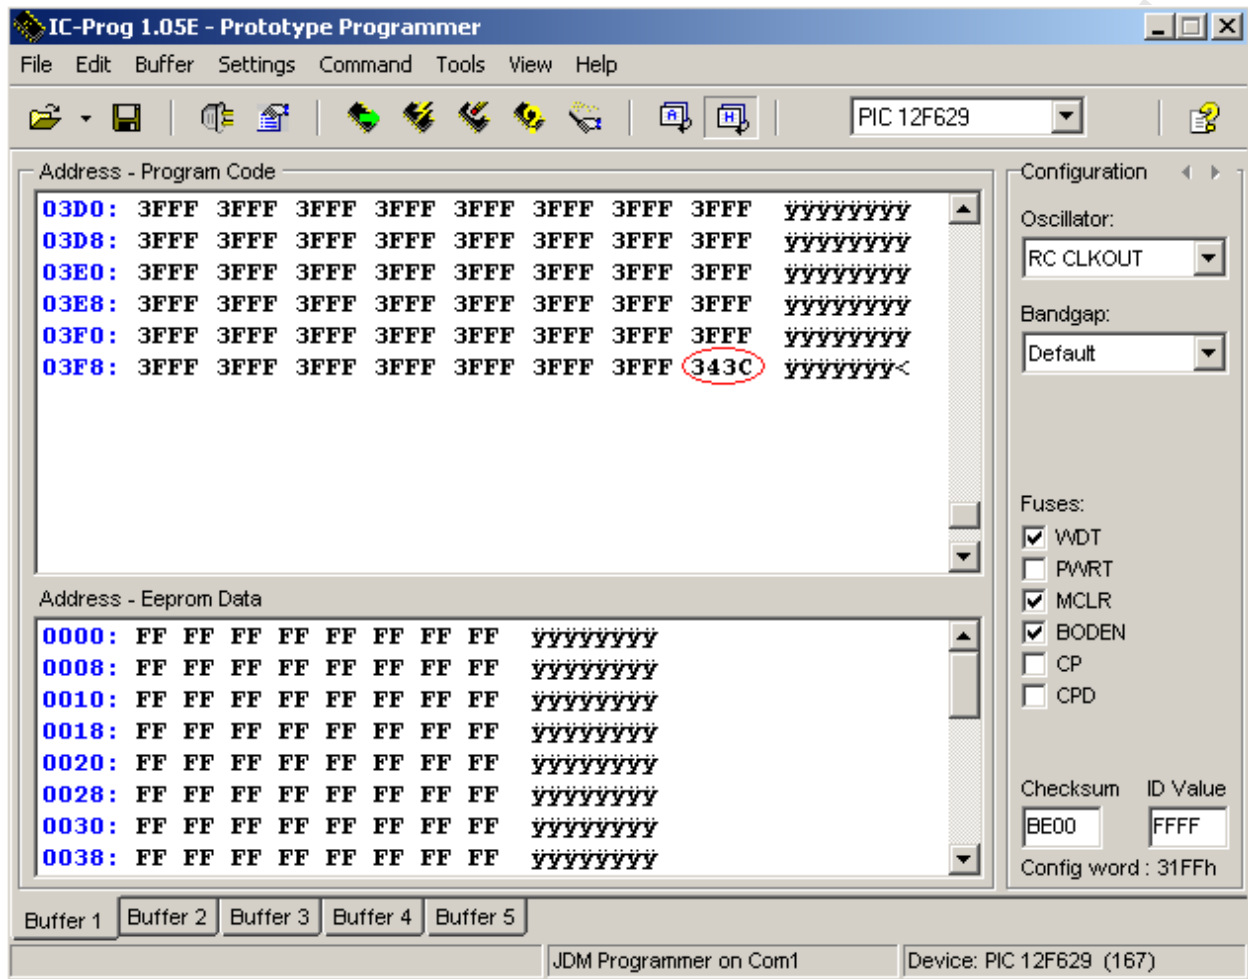 IC-Prog 1.05E - Prototype Programmer
File Edit Buffer Settings Command Tools View Help
PIC 12F629
Address - Program Code
03D0: 3FFF 3FFF 3FFF 3FFF 3FFF 3FFF 3FFF 3FFF ÿÿÿÿÿÿÿÿ
03D8: 3FFF 3FFF 3FFF 3FFF 3FFF 3FFF 3FFF 3FFF ÿÿÿÿÿÿÿÿ
03E0: 3FFF 3FFF 3FFF 3FFF 3FFF 3FFF 3FFF 3FFF ÿÿÿÿÿÿÿÿ
03E8: 3FFF 3FFF 3FFF 3FFF 3FFF 3FFF 3FFF 3FFF ÿÿÿÿÿÿÿÿ
03F0: 3FFF 3FFF 3FFF 3FFF 3FFF 3FFF 3FFF 3FFF ÿÿÿÿÿÿÿÿ
03F8: 3FFF 3FFF 3FFF 3FFF 3FFF 3FFF 3FFF 343C ÿÿÿÿÿÿÿ<
Address - Eeprom Data
0000: FF FF FF FF FF FF FF FF ÿÿÿÿÿÿÿÿ
0008: FF FF FF FF FF FF FF FF ÿÿÿÿÿÿÿÿ
0010: FF FF FF FF FF FF FF FF ÿÿÿÿÿÿÿÿ
0018: FF FF FF FF FF FF FF FF ÿÿÿÿÿÿÿÿ
0020: FF FF FF FF FF FF FF FF ÿÿÿÿÿÿÿÿ
0028: FF FF FF FF FF FF FF FF ÿÿÿÿÿÿÿÿ
0030: FF FF FF FF FF FF FF FF ÿÿÿÿÿÿÿÿ
0038: FF FF FF FF FF FF FF FF ÿÿÿÿÿÿÿÿ
Configuration
Oscillator:
RC CLKOUT
Bandgap:
Default
Fuses:
WDT
PWRT
MCLR
BODEN
CP
CPD
Checksum ID Value
BE00 FFFF
Config word : 31FFh
Buffer 1 Buffer 2 Buffer 3 Buffer 4 Buffer 5
JDM Programmer on Com1 Device: PIC 12F629 (167)